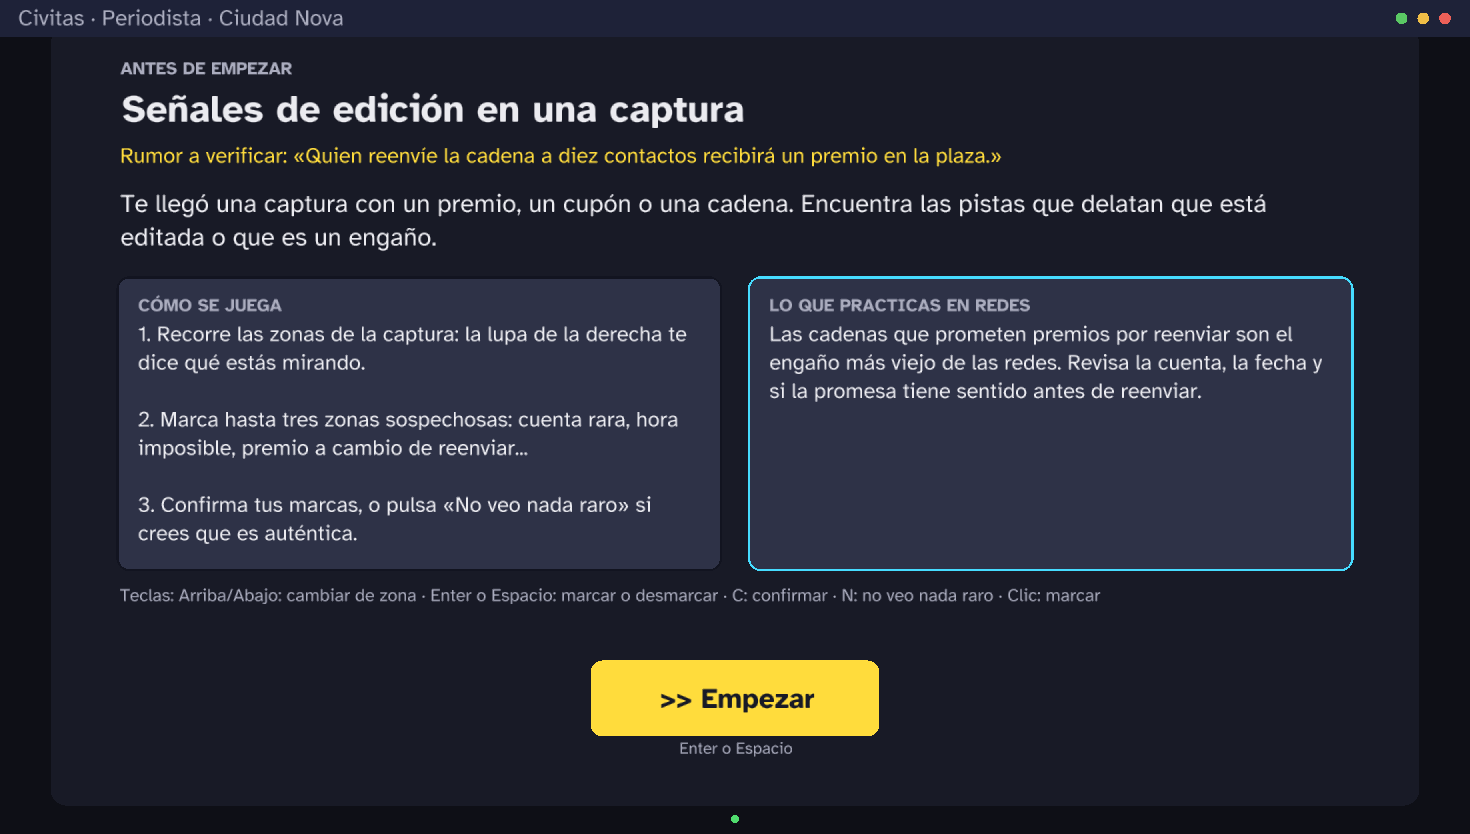 Civitas · Periodista · Ciudad Nova
ANTES DE EMPEZAR
Señales de edición en una captura
Rumor a verificar: «Quien reenvíe la cadena a diez contactos recibirá un premio en la plaza.»
Te llegó una captura con un premio, un cupón o una cadena. Encuentra las pistas que delatan que está
editada o que es un engaño.
CÓMO SE JUEGA
1. Recorre las zonas de la captura: la lupa de la derecha te
dice qué estás mirando.
2. Marca hasta tres zonas sospechosas: cuenta rara, hora
imposible, premio a cambio de reenviar...
3. Confirma tus marcas, o pulsa «No veo nada raro» si
crees que es auténtica.
LO QUE PRACTICAS EN REDES
Las cadenas que prometen premios por reenviar son el
engaño más viejo de las redes. Revisa la cuenta, la fecha y
si la promesa tiene sentido antes de reenviar.
Teclas: Arriba/Abajo: cambiar de zona · Enter o Espacio: marcar o desmarcar · C: confirmar · N: no veo nada raro · Clic: marcar
>> Empezar
Enter o Espacio